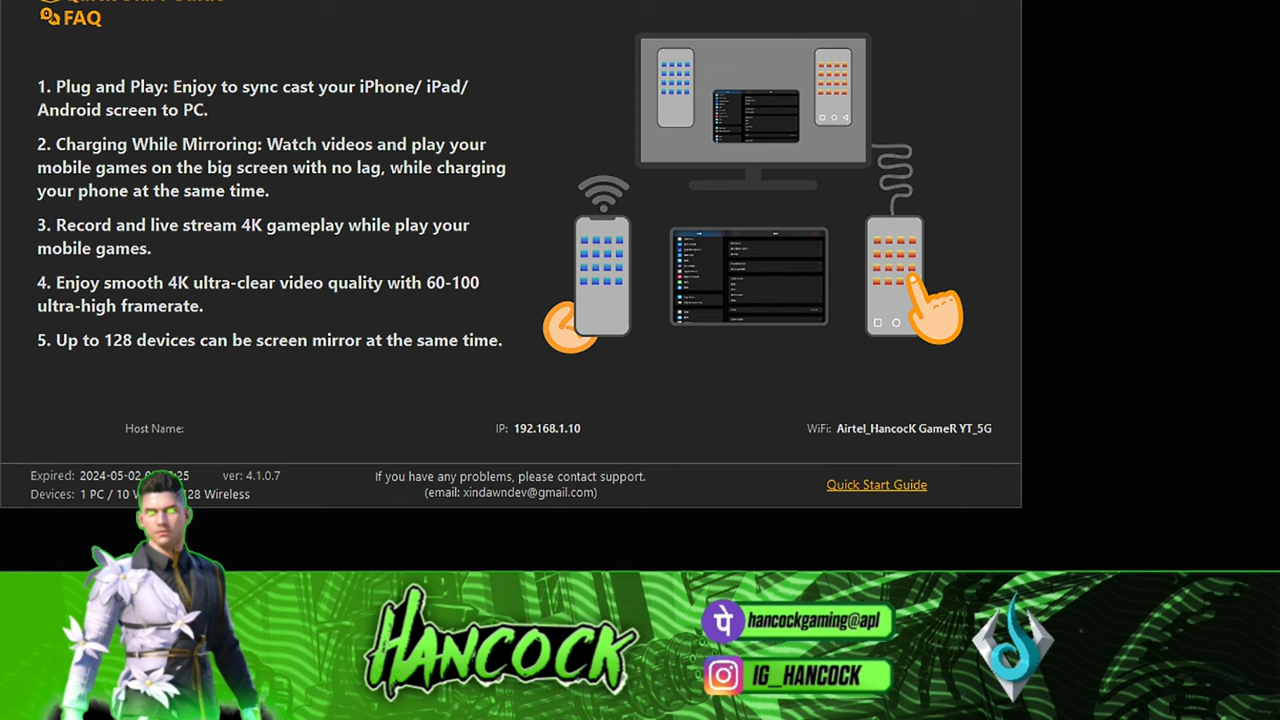 FAQ
1. Plug and Play: Enjoy to sync cast your iPhone/ iPad/
Android screen to PC.
2. Charging While Mirroring: Watch videos and play your
mobile games on the big screen with no lag, while charging
your phone at the same time.
3. Record and live stream 4K gameplay while play your
mobile games.
4. Enjoy smooth 4K ultra-clear video quality with 60-100
ultra-high framerate.
5. Up to 128 devices can be screen mirror at the same time.
Host Name:
IP: 192.168.1.10
WiFi: Airtel_HancocK GameR YT_5G
Expired: 2024-05-02
ver: 4.1.0.7
Devices: 1 PC / 10 128 Wireless
If you have any problems, please contact support.
(email: xindawndev@gmail.com)
Quick Start Guide
HANCOCK
पे hancockgaming@apl
IG_HANCOCK